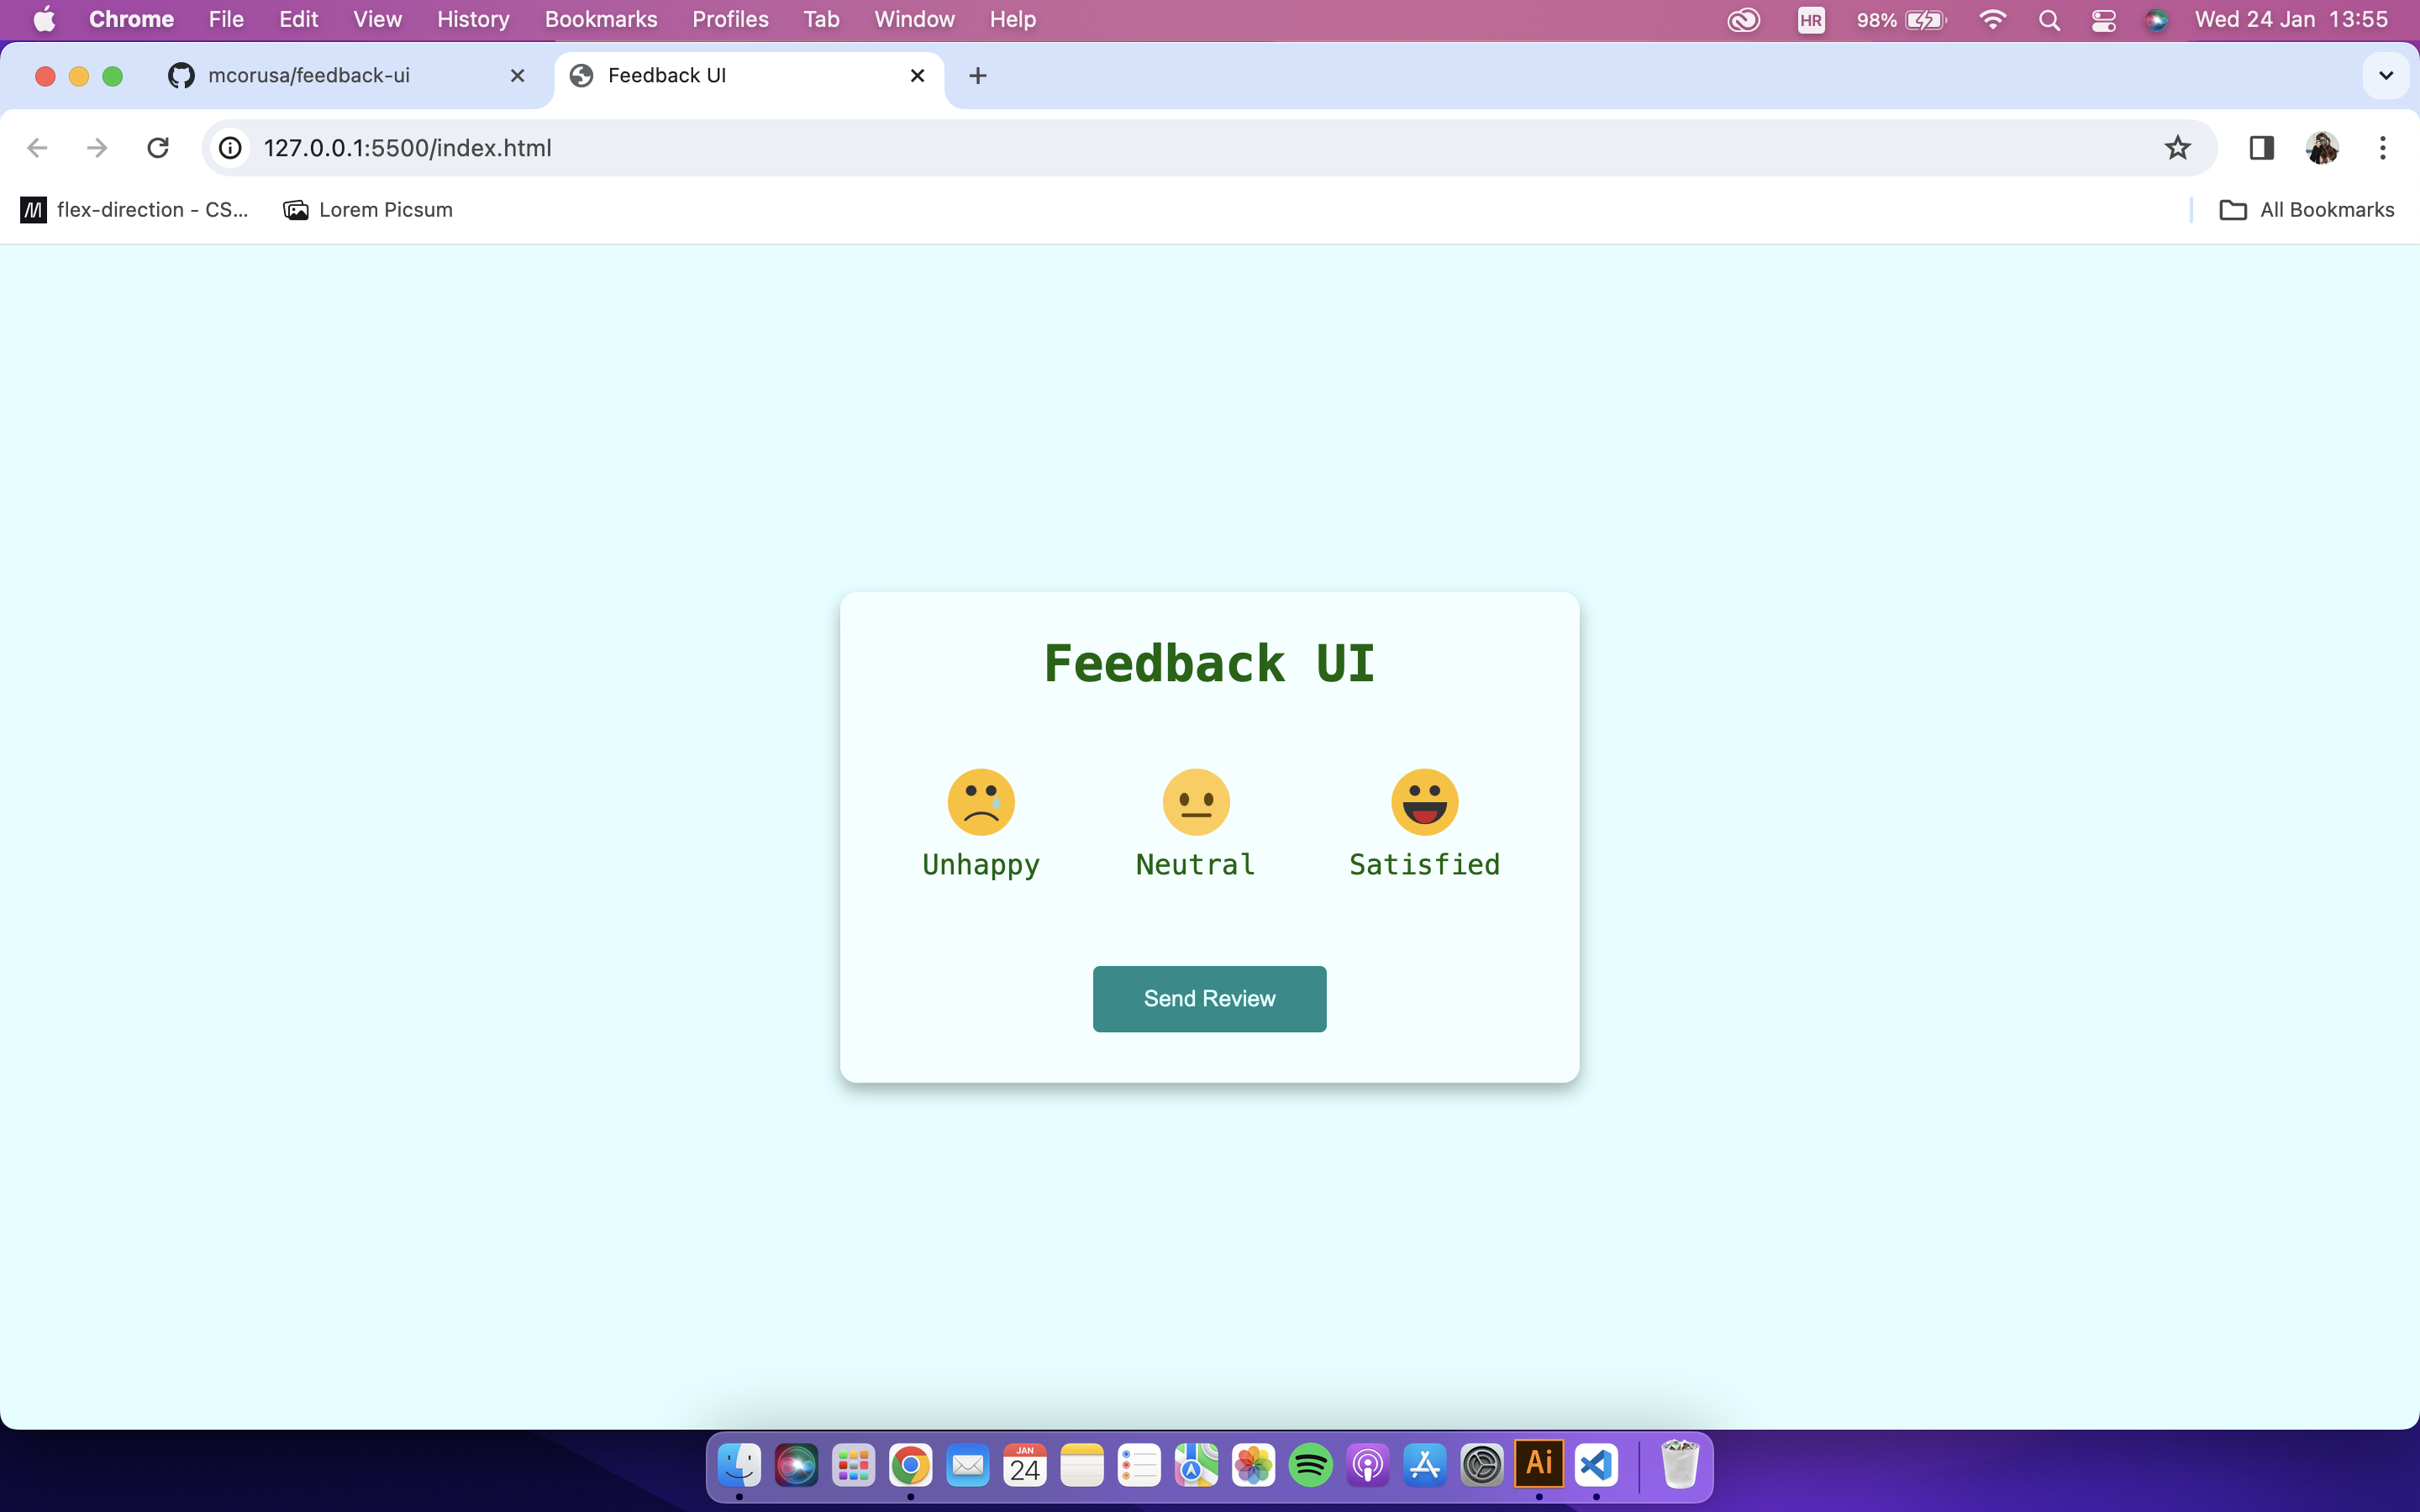 Chrome File Edit View History Bookmarks Profiles Tab Window Help HR 98% Wed 24 Jan 13:55
mcorusa/feedback-ui Feedback UI
127.0.0.1:5500/index.html
flex-direction - CS... Lorem Picsum All Bookmarks
Feedback UI
Unhappy Neutral Satisfied
Send Review
JAN
24
Ai